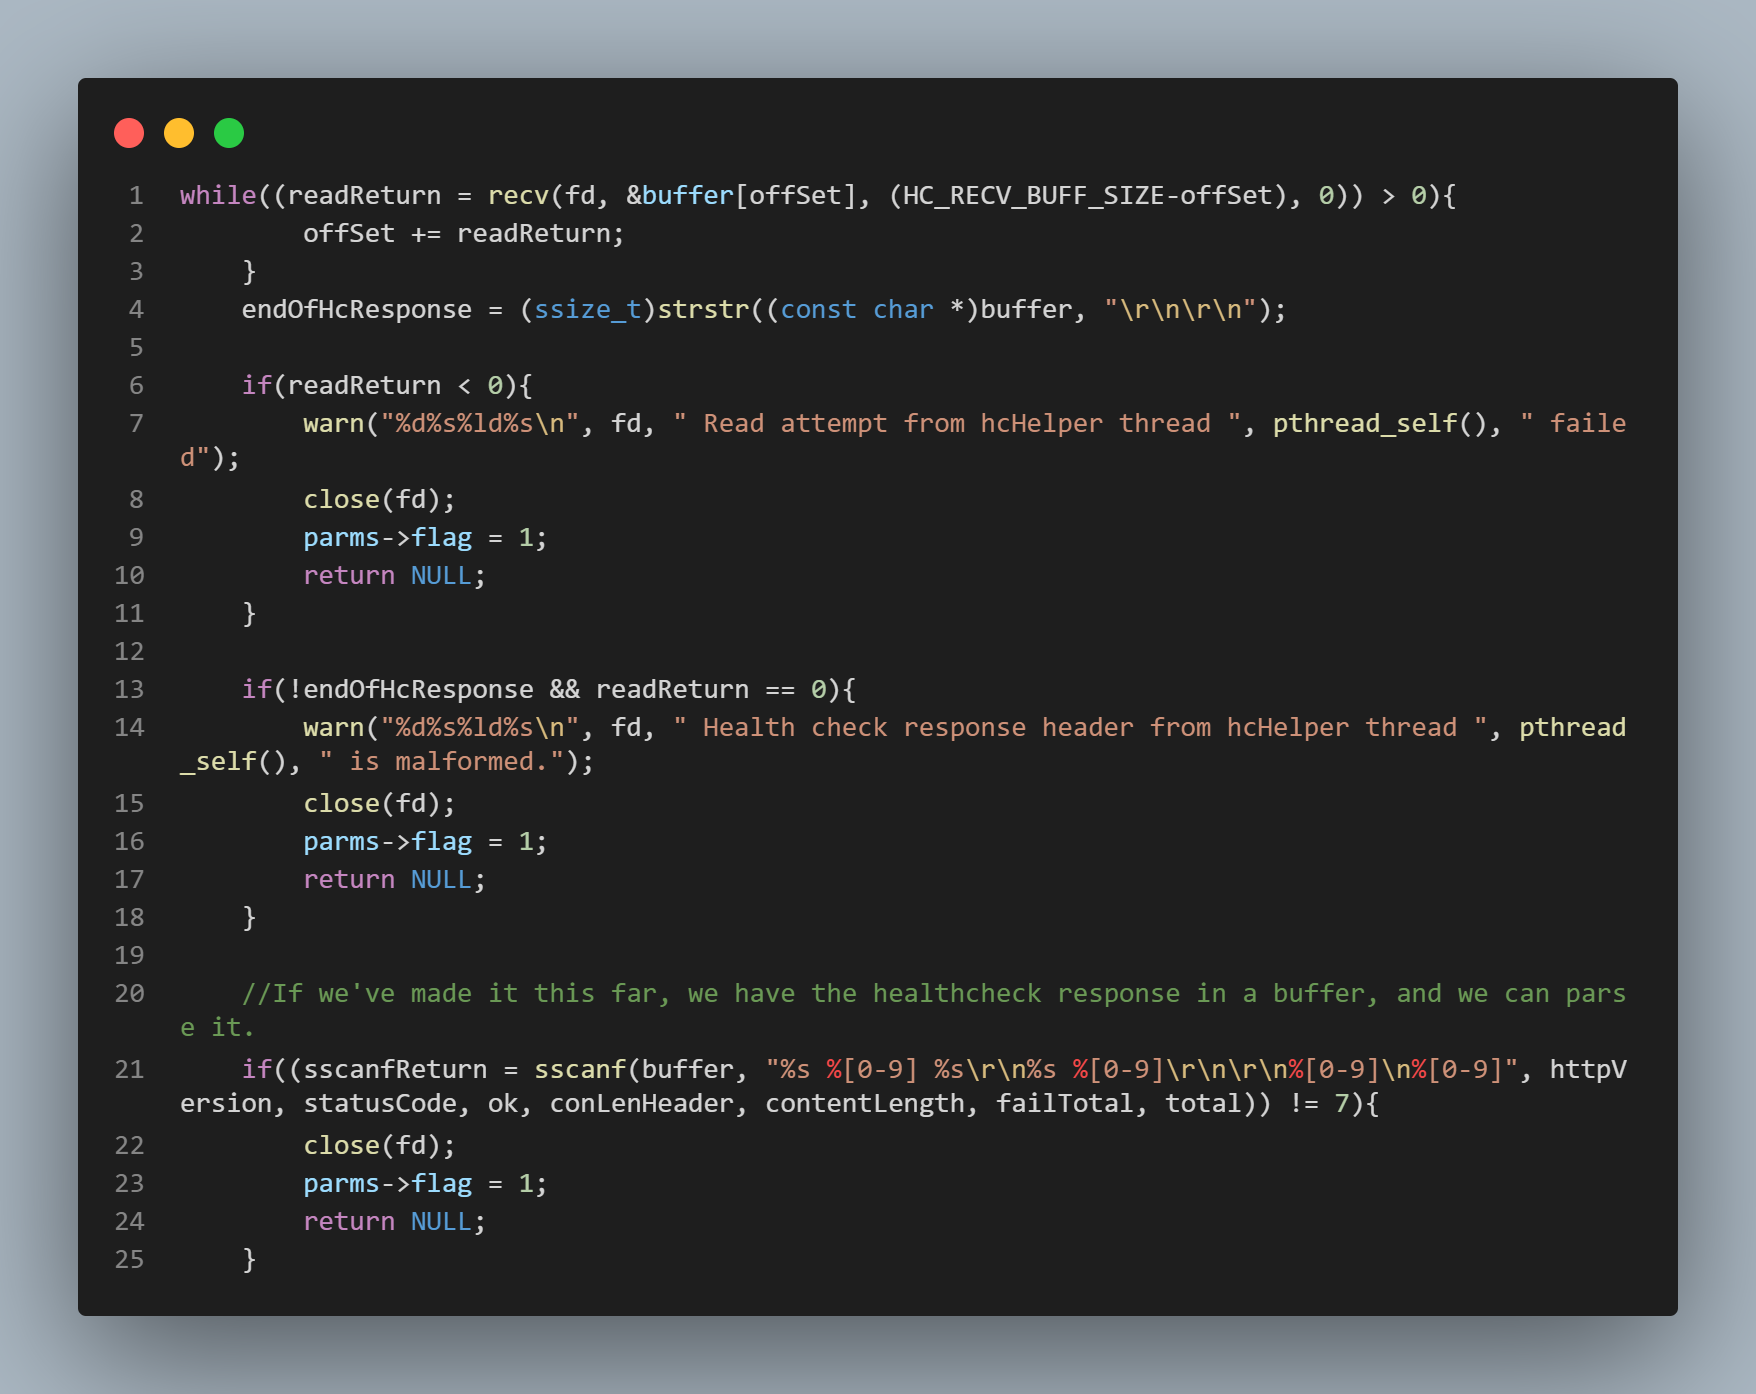 1 while((readReturn = recv(fd, &buffer[offSet], (HC_RECV_BUFF_SIZE-offSet), 0)) > 0){
2         offSet += readReturn;
3     }
4     endOfHcResponse = (ssize_t)strstr((const char *)buffer, "\r\n\r\n");
5
6     if(readReturn < 0){
7         warn("%d%s%ld%s\n", fd, " Read attempt from hcHelper thread ", pthread_self(), " faile
d");
8         close(fd);
9         parms->flag = 1;
10         return NULL;
11     }
12
13     if(!endOfHcResponse && readReturn == 0){
14         warn("%d%s%ld%s\n", fd, " Health check response header from hcHelper thread ", pthread
_self(), " is malformed.");
15         close(fd);
16         parms->flag = 1;
17         return NULL;
18     }
19
20     //If we've made it this far, we have the healthcheck response in a buffer, and we can pars
e it.
21     if((sscanfReturn = sscanf(buffer, "%s %[0-9] %s\r\n%s %[0-9]\r\n\r\n%[0-9]\n%[0-9]", httpV
ersion, statusCode, ok, conLenHeader, contentLength, failTotal, total)) != 7){
22         close(fd);
23         parms->flag = 1;
24         return NULL;
25     }